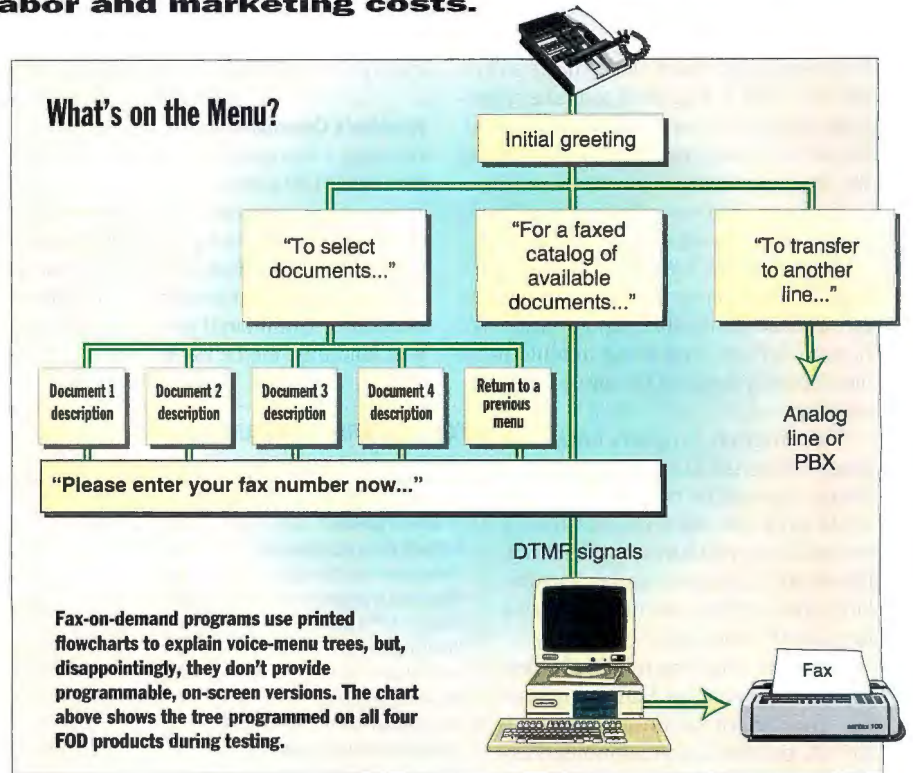 abor and marketing costs.
What's on the Menu?
Initial greeting
"To select
documents..."
"For a faxed
catalog of
available
documents..."
"To transfer
to another
line..."
Document 1
description
Document 2
description
Document 3
description
Document 4
description
Return to a
previous
menu
Analog
line or
PBX
"Please enter your fax number now..."
DTMF signals
Fax-on-demand programs use printed
flowcharts to explain voice-menu trees, but,
disappointingly, they don't provide
programmable, on-screen versions. The chart
above shows the tree programmed on all four
FOD products during testing.
Fax